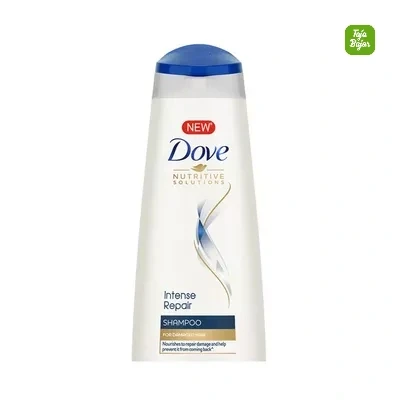 Taja
Bajar
NEW*
Dove
NUTRITIVE
SOLUTIONS
Intense
Repair
SHAMPOO
FOR DAMAGED HAIR
Nourishes to repair damage and help
prevent it from coming back^